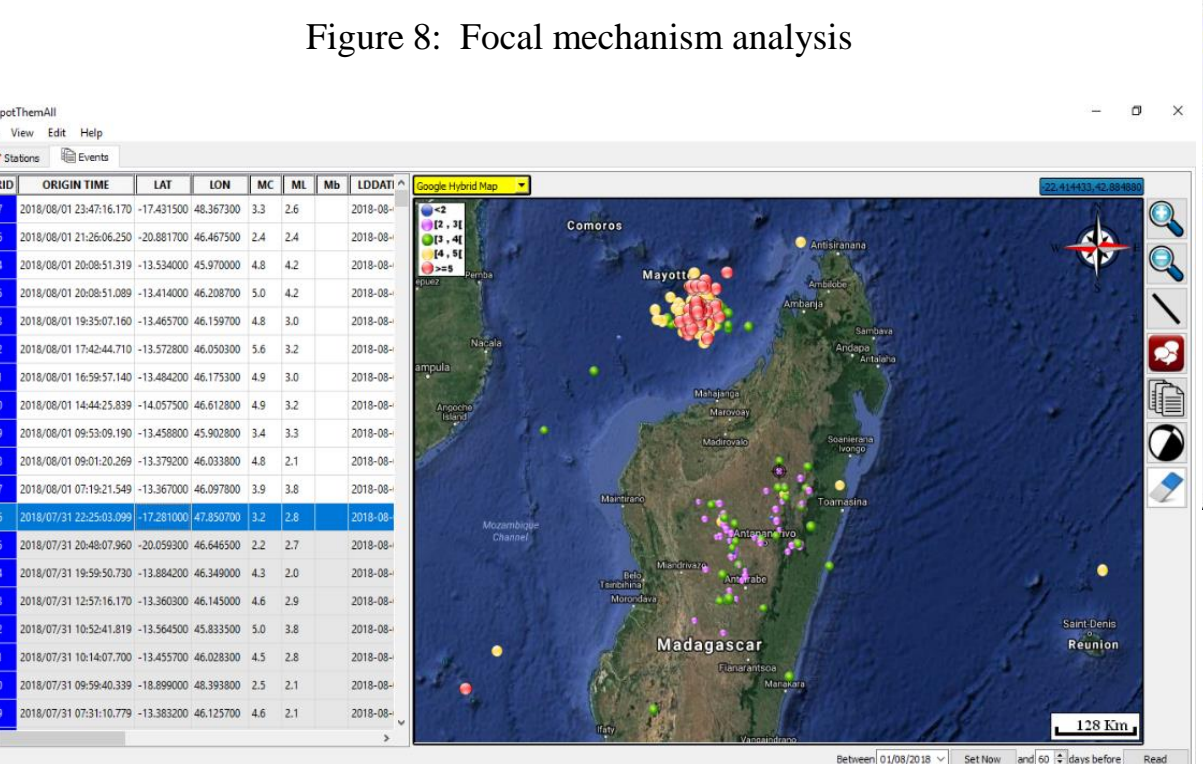 Figure 8: Focal mechanism analysis
potThemAll
View Edit Help
Stations Events
RID ORIGIN TIME LAT LON MC ML Mb LDDATI
7 2018/08/01 23:47:16.170 -17.431500 48.367300 3.3 2.6 2018-08-
2018/08/01 21:26:06.250 -20.881700 46.467500 2.4 2.4 2018-08-
2018/08/01 20:08:51.319 -13.534000 45.970000 4.8 4.2 2018-08-
2018/08/01 20:08:51.089 -13.414000 46.208700 5.0 4.2 2018-08-
2018/08/01 19:35:07.160 -13.465700 46.159700 4.8 3.0 2018-08-
2018/08/01 17:42:44.710 -13.572800 46.050300 5.6 3.2 2018-08-
2018/08/01 16:59:57.140 -13.484200 46.175300 4.9 3.0 2018-08-
2018/08/01 14:44:25.839 -14.057500 46.612800 4.9 3.2 2018-08-
2018/08/01 09:53:09.190 -13.458800 45.902800 3.4 3.3 2018-08-
2018/08/01 09:01:20.269 -13.379200 46.033800 4.8 2.1 2018-08-
2018/08/01 07:19:21.549 -13.367000 46.097800 3.9 3.8 2018-08-
2018/07/31 22:25:03.099 -17.281000 47.850700 3.2 2.8 2018-08-
2018/07/31 20:48:07.960 -20.059300 46.646500 2.2 2.7 2018-08-
2018/07/31 19:59:50.730 -13.884200 46.349000 4.3 2.0 2018-08-
2018/07/31 12:57:16.170 -13.360300 46.145000 4.6 2.9 2018-08-
2018/07/31 10:52:41.819 -13.564500 45.833500 5.0 3.8 2018-08-
2018/07/31 10:14:07.700 -13.455700 46.028300 4.5 2.8 2018-08-
2018/07/31 09:59:40.339 -18.899000 48.393800 2.5 2.1 2018-08-
2018/07/31 07:31:10.779 -13.383200 46.125700 4.6 2.1 2018-08-
Google Hybrid Map
-22.414433,42.884880
<2
[2 , 3[
[3 , 4[
[4 , 5[
>=5
W E
Comoros
Antisiranana
Pemba
epuez
Mayotte
Ambilobe
Ambanja
Sambava
Nacala
Andapa
Antalaha
ampula
Mahajanga
Angoche
Island
Marovoay
Madirovalo
Soanierana
Ivongo
Maintirano
Toamasina
Mozambique
Channel
Antananarivo
Miandrivazo
Belo
Tsiribihina
Antsirabe
Morondava
Saint-Denis
Reunion
Madagascar
Fianarantsoa
Manakara
Ifaty
Vangaindrano
128 Km
Between 01/08/2018 Set Now and 60 days before Read